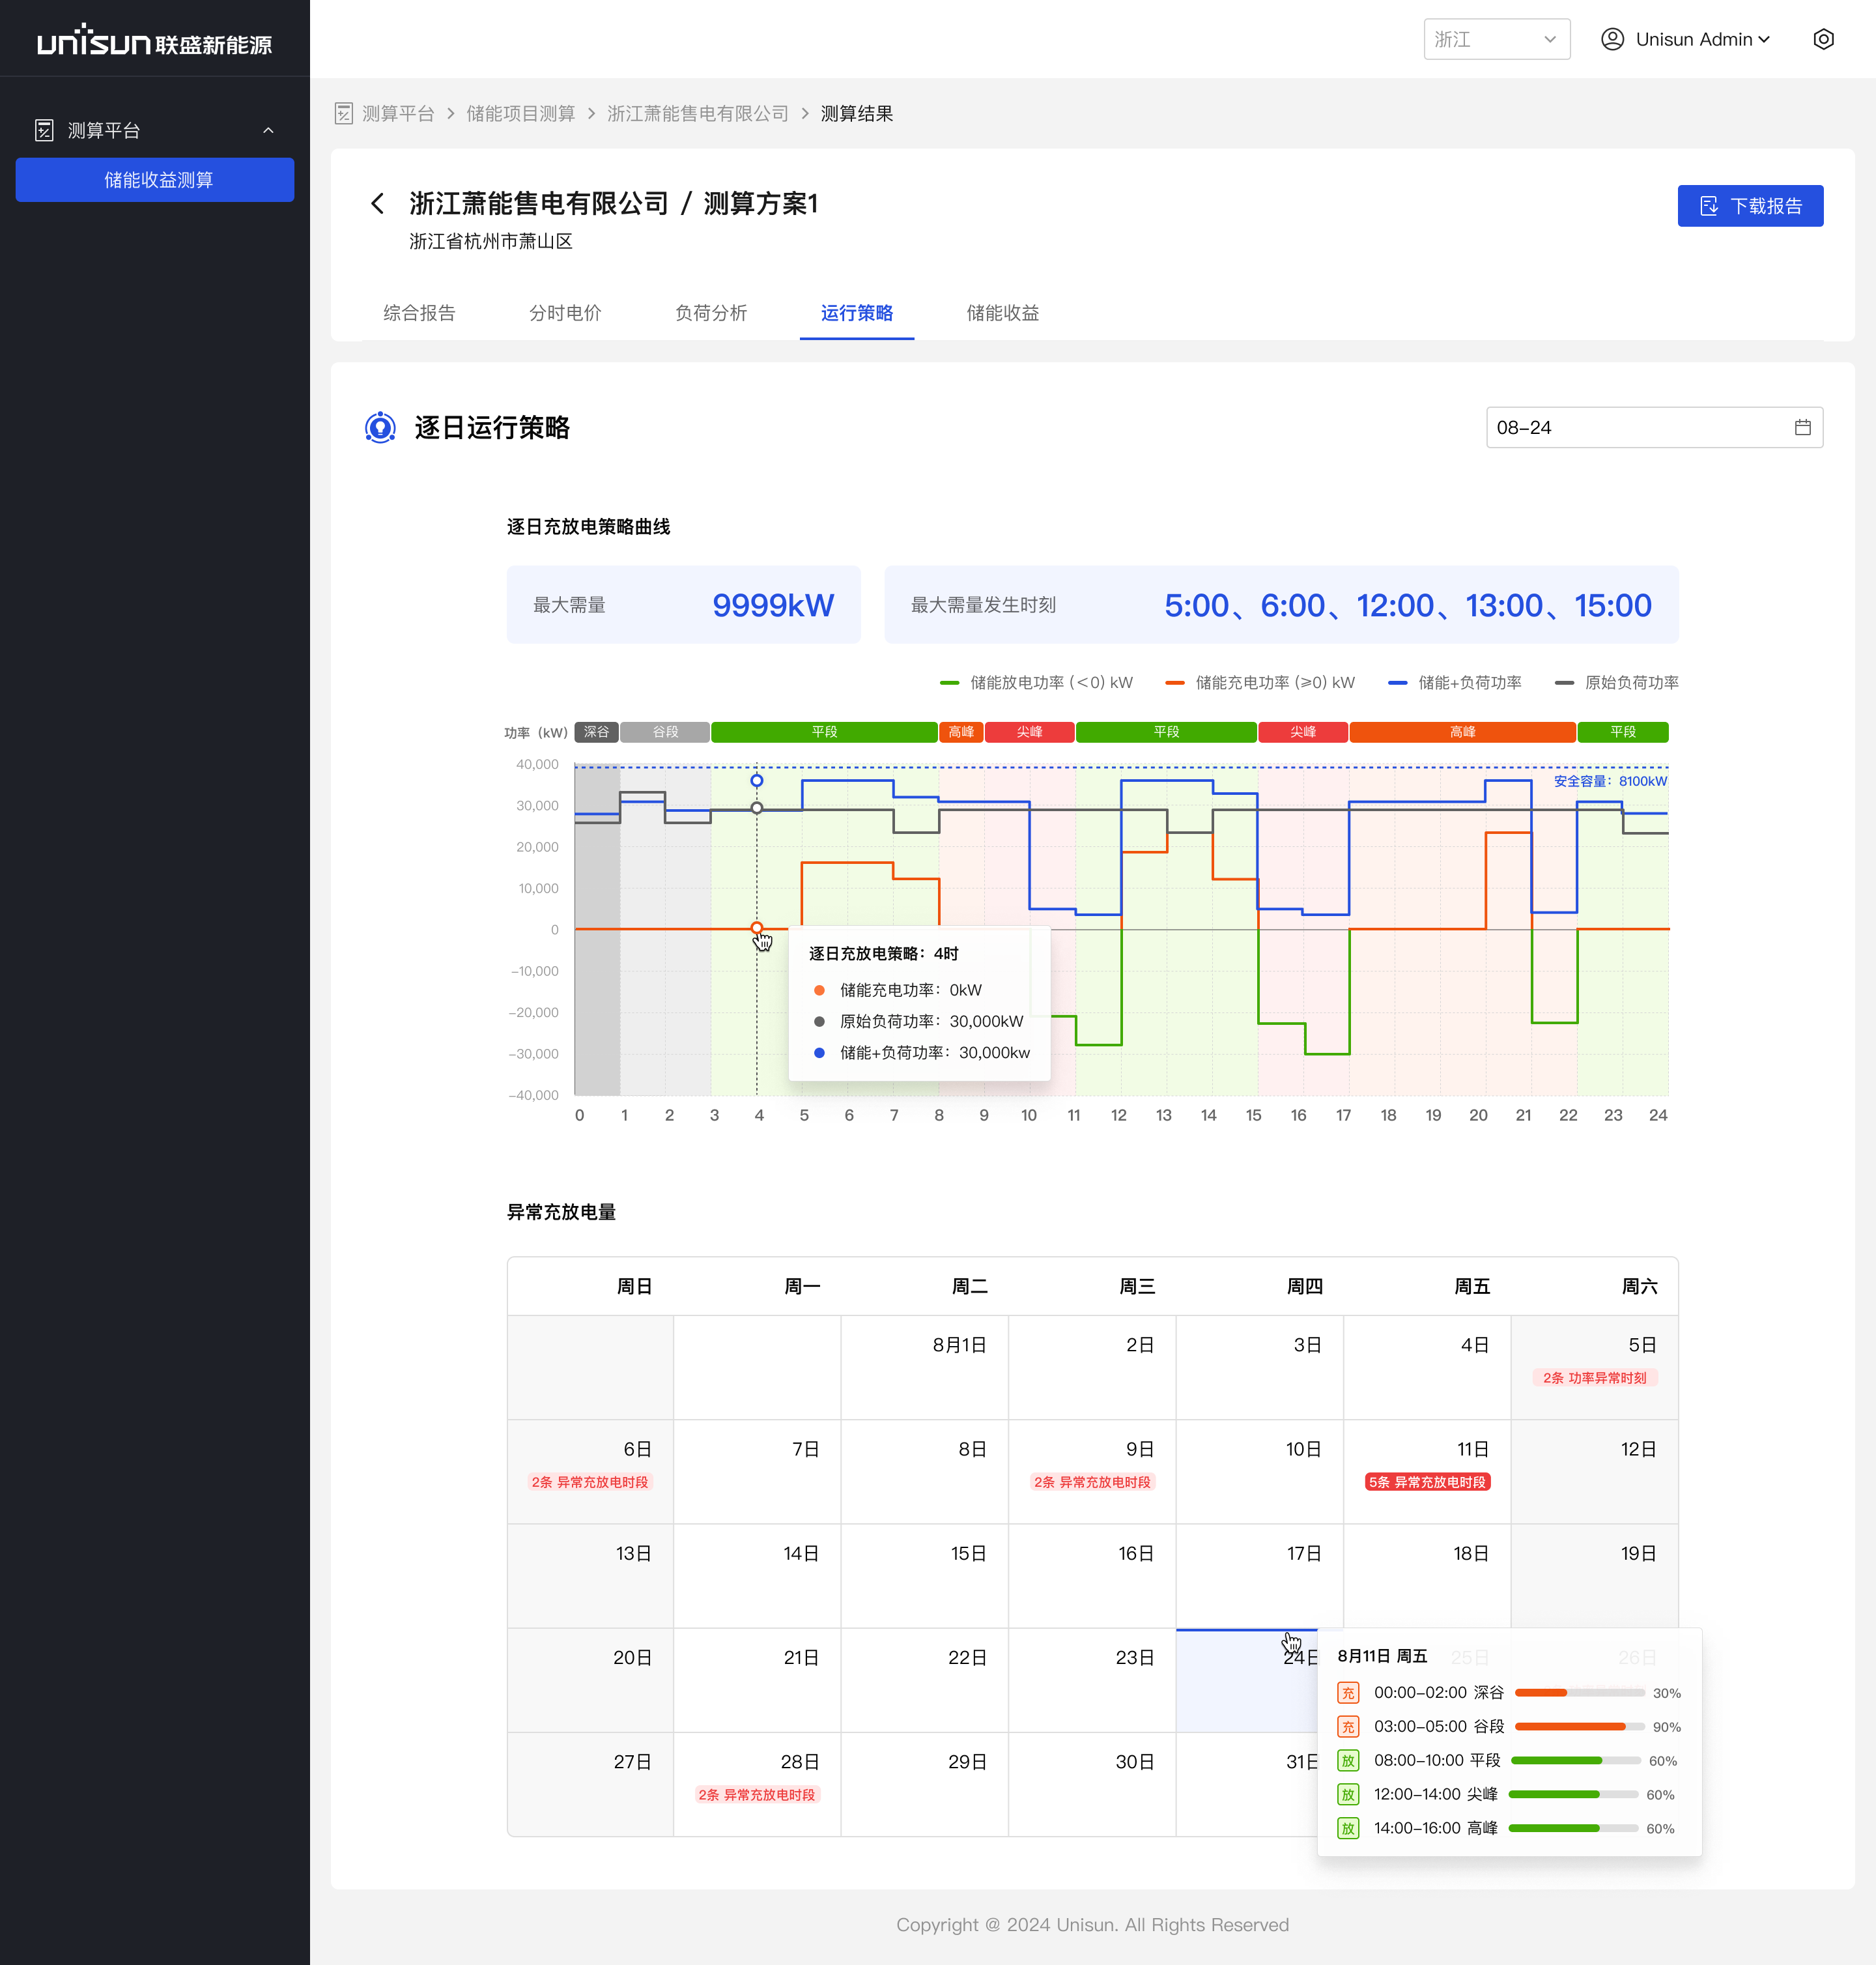 unisun 联盛新能源
浙江
Unisun Admin
测算平台
储能收益测算
测算平台 > 储能项目测算 > 浙江萧能售电有限公司 > 测算结果
浙江萧能售电有限公司 / 测算方案1
下载报告
浙江省杭州市萧山区
综合报告 分时电价 负荷分析 运行策略 储能收益
逐日运行策略
08-24
逐日充放电策略曲线
最大需量 9999kW
最大需量发生时刻 5:00、6:00、12:00、13:00、15:00
储能放电功率 (<0) kW 储能充电功率 (≥0) kW 储能+负荷功率 原始负荷功率
功率（kW） 深谷 谷段 平段 高峰 尖峰 平段 尖峰 高峰 平段
40,000
安全容量：8100kW
30,000
20,000
10,000
0
-10,000
-20,000
-30,000
-40,000
逐日充放电策略：4时
储能充电功率：0kW
原始负荷功率：30,000kW
储能+负荷功率：30,000kw
0 1 2 3 4 5 6 7 8 9 10 11 12 13 14 15 16 17 18 19 20 21 22 23 24
异常充放电量
周日 周一 周二 周三 周四 周五 周六
8月1日 2日 3日 4日 5日
2条 功率异常时刻
6日 7日 8日 9日 10日 11日 12日
2条 异常充放电时段 2条 异常充放电时段 5条 异常充放电时段
13日 14日 15日 16日 17日 18日 19日
20日 21日 22日 23日 24日 25日 26日
27日 28日 29日 30日 31日
2条 异常充放电时段
8月11日 周五
充 00:00-02:00 深谷 30%
充 03:00-05:00 谷段 90%
放 08:00-10:00 平段 60%
放 12:00-14:00 尖峰 60%
放 14:00-16:00 高峰 60%
Copyright @ 2024 Unisun. All Rights Reserved